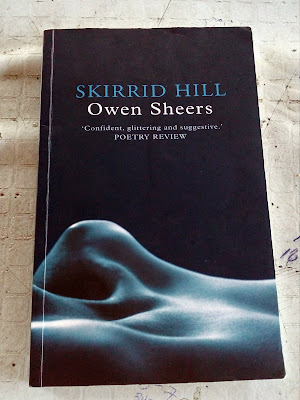 SKIRRID HILL
Owen Sheers
'Confident, glittering and suggestive.'
POETRY REVIEW